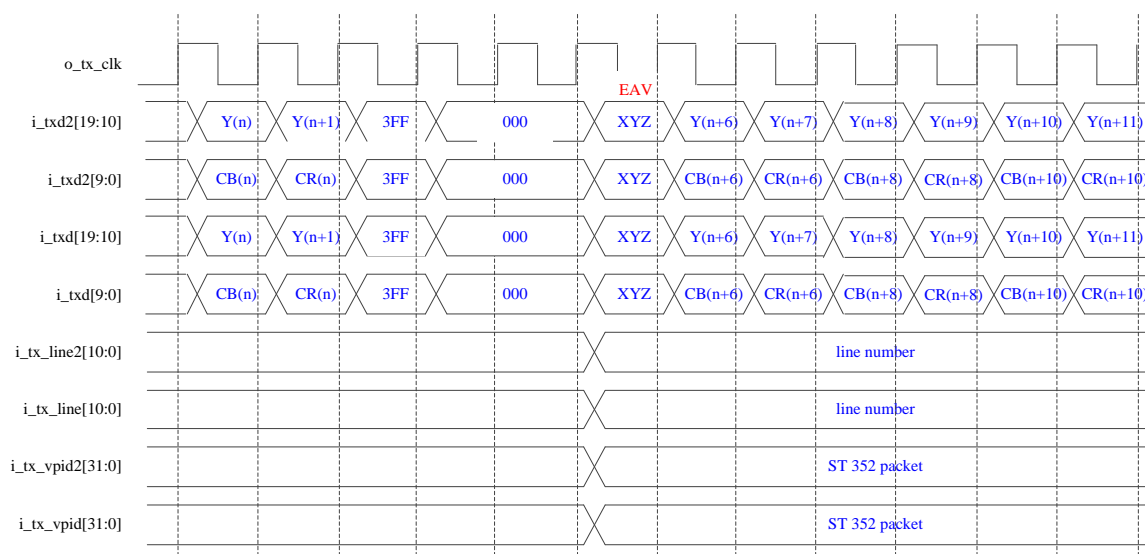 o_tx_clk
EAV
i_txd2[19:10] Y(n) Y(n+1) 3FF 000 XYZ Y(n+6) Y(n+7) Y(n+8) Y(n+9) Y(n+10) Y(n+11)
i_txd2[9:0] CB(n) CR(n) 3FF 000 XYZ CB(n+6) CR(n+6) CB(n+8) CR(n+8) CB(n+10) CR(n+10)
i_txd[19:10] Y(n) Y(n+1) 3FF 000 XYZ Y(n+6) Y(n+7) Y(n+8) Y(n+9) Y(n+10) Y(n+11)
i_txd[9:0] CB(n) CR(n) 3FF 000 XYZ CB(n+6) CR(n+6) CB(n+8) CR(n+8) CB(n+10) CR(n+10)
i_tx_line2[10:0] line number
i_tx_line[10:0] line number
i_tx_vpid2[31:0] ST 352 packet
i_tx_vpid[31:0] ST 352 packet